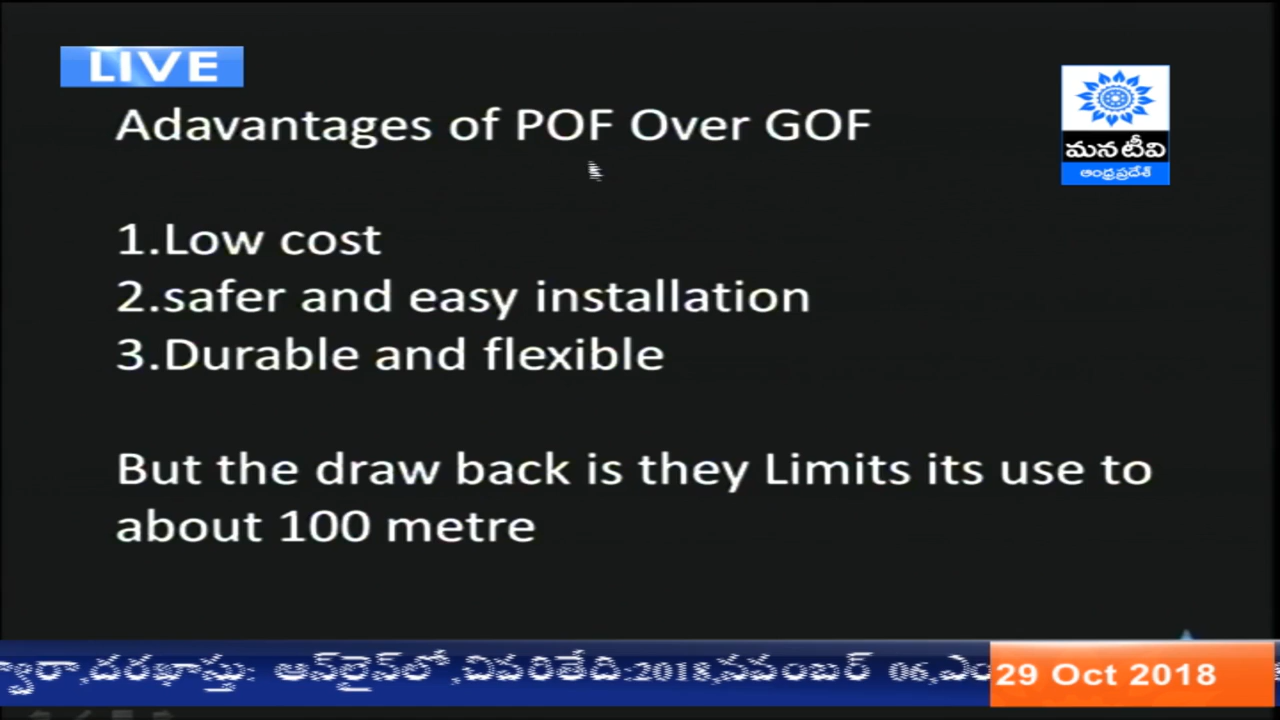 LIVE
Adavantages of POF Over GOF
మన టీవి
ఆంధ్రప్రదేశ్
1.Low cost
2.safer and easy installation
3.Durable and flexible
But the draw back is they Limits its use to
about 100 metre
దరఖాస్తు: ఆన్‌లైన్‌లో ,చివరితేది:2018,నవంబర్ 06,
29 Oct 2018